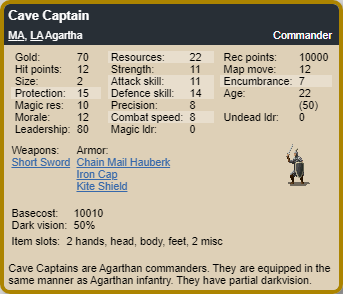 Cave Captain
MA, LA Agartha Commander
Gold: 70 Resources: 22 Rec points: 10000
Hit points: 12 Strength: 11 Map move: 12
Size: 2 Attack skill: 11 Encumbrance: 7
Protection: 15 Defence skill: 14 Age: 22
Magic res: 10 Precision: 8 (50)
Morale: 12 Combat speed: 8 Undead ldr: 0
Leadership: 80 Magic ldr: 0
Weapons: Armor:
Short Sword Chain Mail Hauberk
Iron Cap
Kite Shield
Basecost: 10010
Dark vision: 50%
Item slots: 2 hands, head, body, feet, 2 misc
Cave Captains are Agarthan commanders. They are equipped in the
same manner as Agarthan infantry. They have partial darkvision.